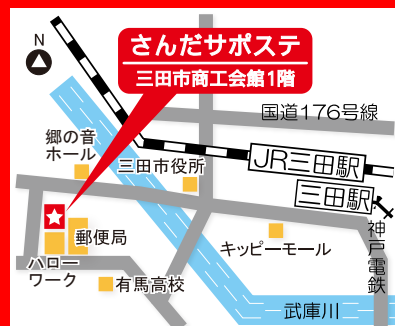 さんだサポステ
三田市商工会館1階
N
国道176号線
郷の音
ホール
三田市役所
JR三田駅
三田駅
神戸電鉄
キッピーモール
郵便局
ハロー
ワーク
有馬高校
武庫川